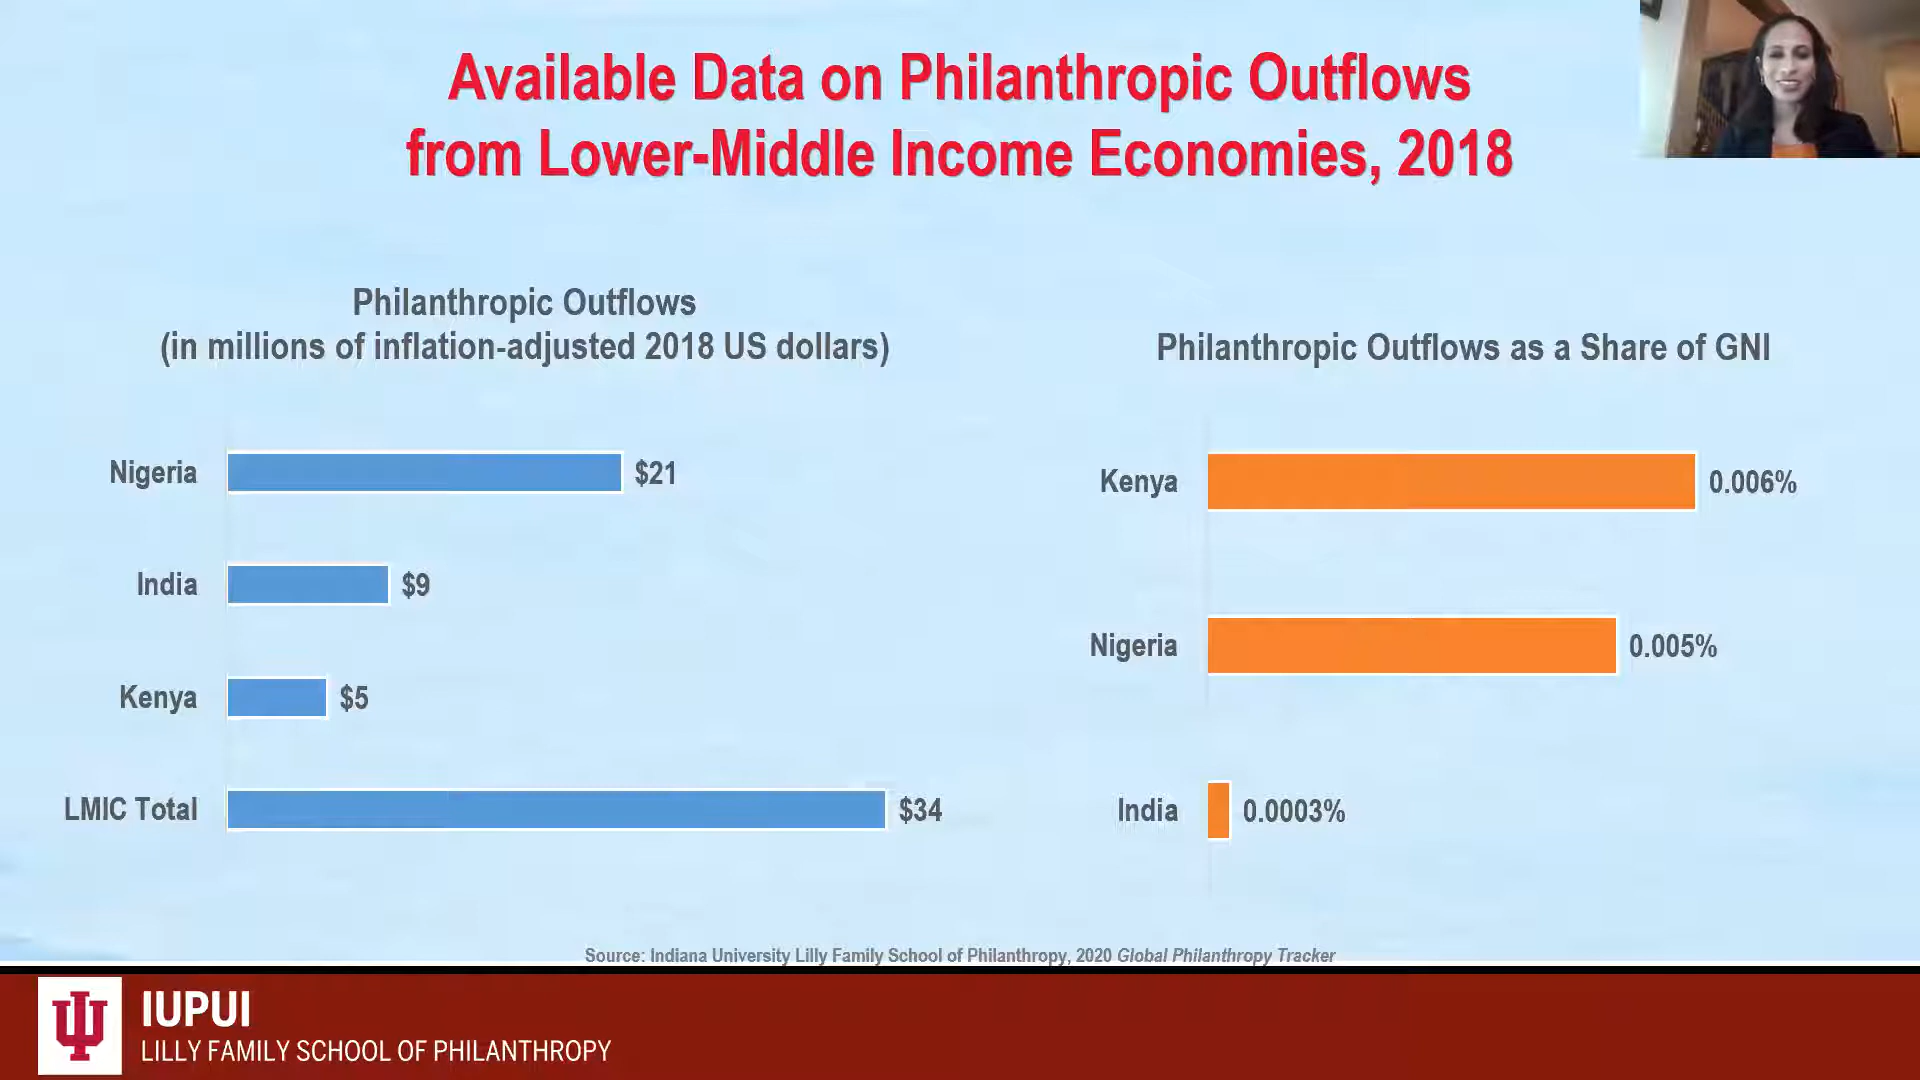 Available Data on Philanthropic Outflows
from Lower-Middle Income Economies, 2018
Philanthropic Outflows
(in millions of inflation-adjusted 2018 US dollars)
Nigeria
$21
India
$9
Kenya
$5
LMIC Total
$34
Philanthropic Outflows as a Share of GNI
Kenya
0.006%
Nigeria
0.005%
India
0.0003%
Source: Indiana University Lilly Family School of Philanthropy, 2020 Global Philanthropy Tracker
IUPUI
LILLY FAMILY SCHOOL OF PHILANTHROPY